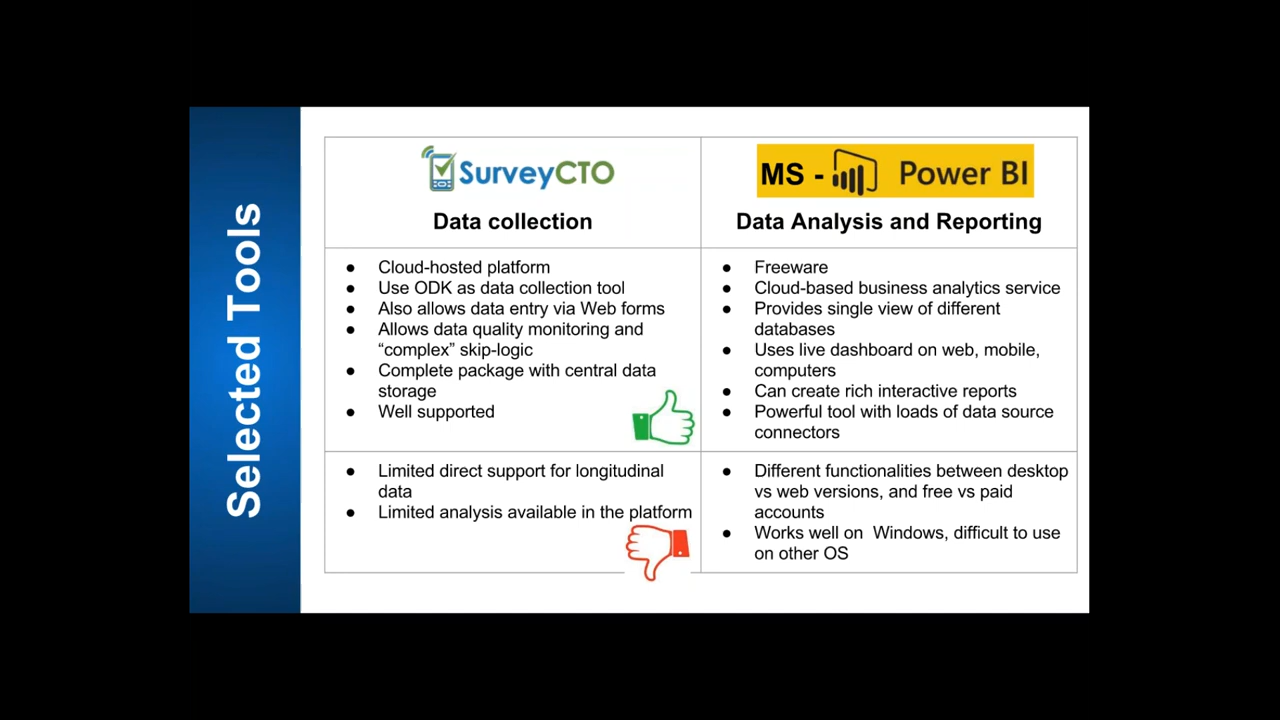 Selected Tools
SurveyCTO
Data collection
MS - Power BI
Data Analysis and Reporting
● Cloud-hosted platform
● Use ODK as data collection tool
● Also allows data entry via Web forms
● Allows data quality monitoring and
“complex” skip-logic
● Complete package with central data
storage
● Well supported
● Freeware
● Cloud-based business analytics service
● Provides single view of different
databases
● Uses live dashboard on web, mobile,
computers
● Can create rich interactive reports
● Powerful tool with loads of data source
connectors
● Limited direct support for longitudinal
data
● Limited analysis available in the platform
● Different functionalities between desktop
vs web versions, and free vs paid
accounts
● Works well on  Windows, difficult to use
on other OS